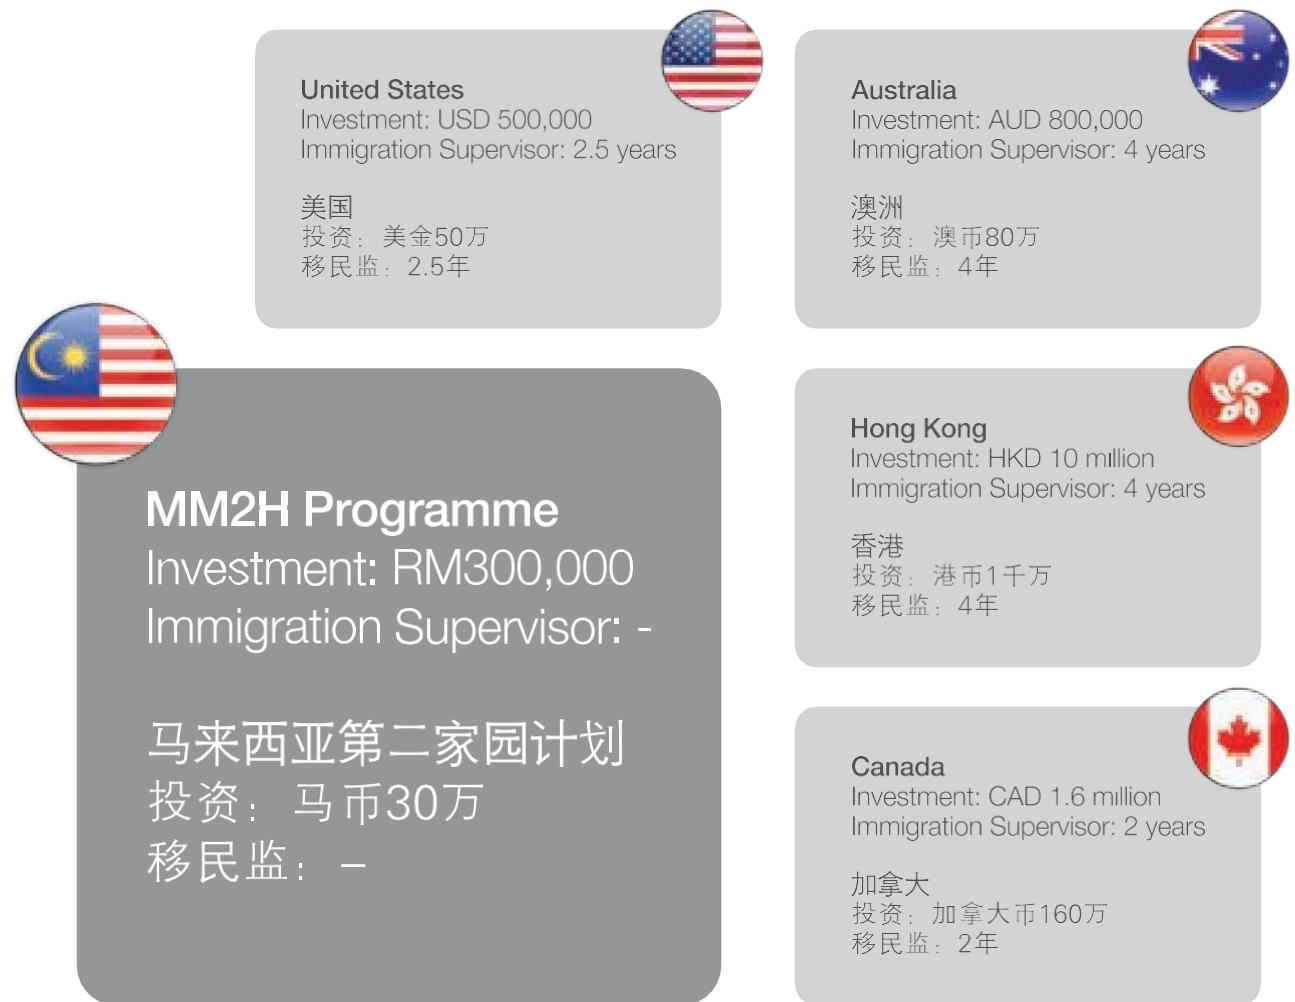 United States
Investment: USD 500,000
Immigration Supervisor: 2.5 years
美国
投资：美金50万
移民监：2.5年
Australia
Investment: AUD 800,000
Immigration Supervisor: 4 years
澳洲
投资：澳币80万
移民监：4年
MM2H Programme
Investment: RM300,000
Immigration Supervisor: -
马来西亚第二家园计划
投资：马币30万
移民监：–
Hong Kong
Investment: HKD 10 million
Immigration Supervisor: 4 years
香港
投资：港币1千万
移民监：4年
Canada
Investment: CAD 1.6 million
Immigration Supervisor: 2 years
加拿大
投资：加拿大币160万
移民监：2年